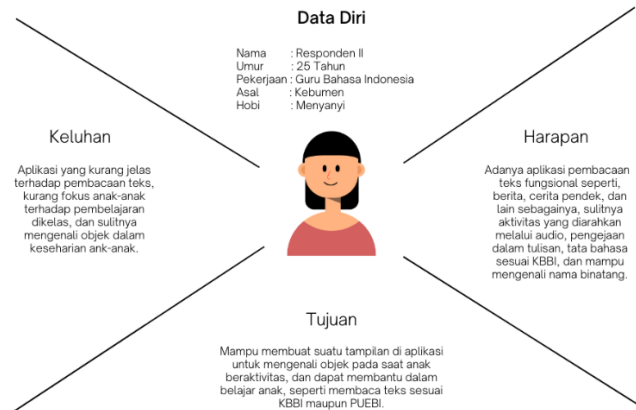 Data Diri
Nama : Responden II
Umur : 25 Tahun
Pekerjaan : Guru Bahasa Indonesia
Asal : Kebumen
Hobi : Menyanyi
Keluhan
Aplikasi yang kurang jelas
terhadap pembacaan teks,
kurang fokus anak-anak
terhadap pembelajaran
dikelas, dan sulitnya
mengenali objek dalam
keseharian ank-anak.
Harapan
Adanya aplikasi pembacaan
teks fungsional seperti,
berita, cerita pendek, dan
lain sebagainya, sulitnya
aktivitas yang diarahkan
melalui audio, pengejaan
dalam tulisan, tata bahasa
sesuai KBBI, dan mampu
mengenali nama binatang.
Tujuan
Mampu membuat suatu tampilan di aplikasi
untuk mengenali objek pada saat anak
beraktivitas, dan dapat membantu dalam
belajar anak, seperti membaca teks sesuai
KBBI maupun PUEBI.